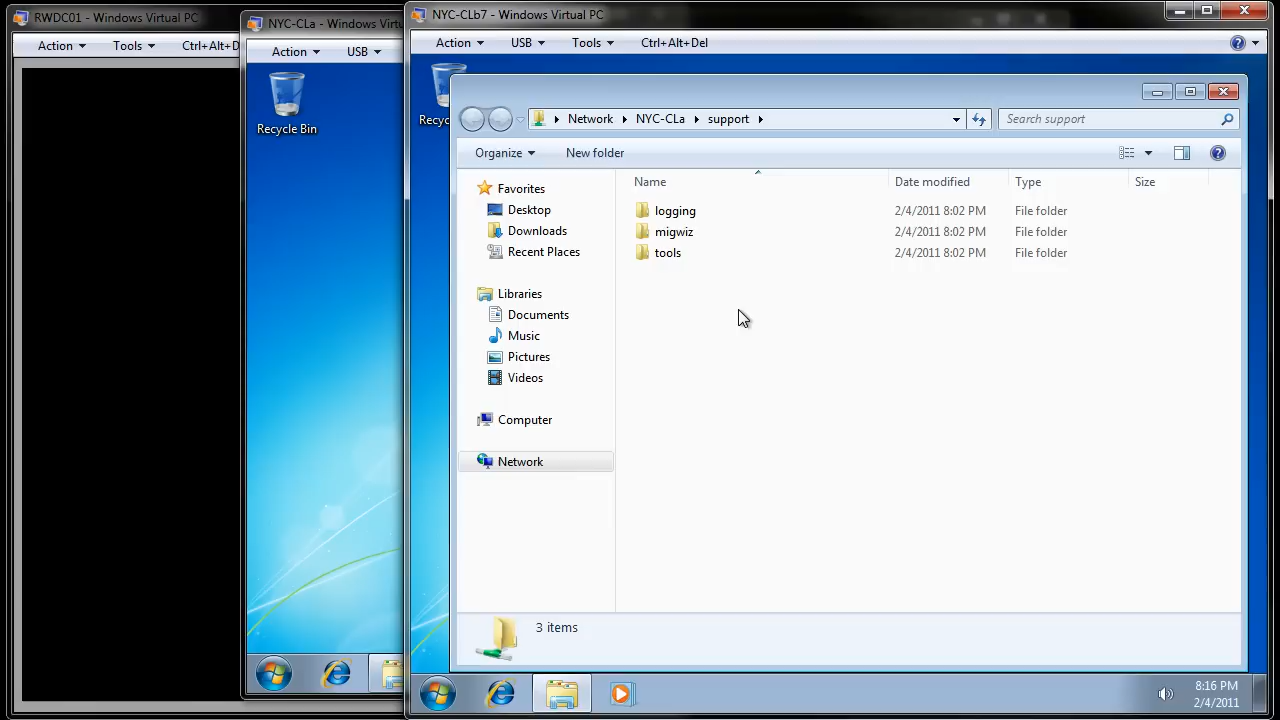 RWDC01 - Windows Virtual PC
Action
Tools
Ctrl+Alt+D
NYC-CLa - Windows Virtu
Action
USB
Recycle Bin
NYC-CLb7 - Windows Virtual PC
Action
USB
Tools
Ctrl+Alt+Del
Recyc
Network
NYC-CLa
support
Search support
Organize
New folder
Name
Date modified
Type
Size
Favorites
Desktop
Downloads
Recent Places
Libraries
Documents
Music
Pictures
Videos
Computer
Network
logging 2/4/2011 8:02 PM File folder
migwiz 2/4/2011 8:02 PM File folder
tools 2/4/2011 8:02 PM File folder
3 items
8:16 PM
2/4/2011